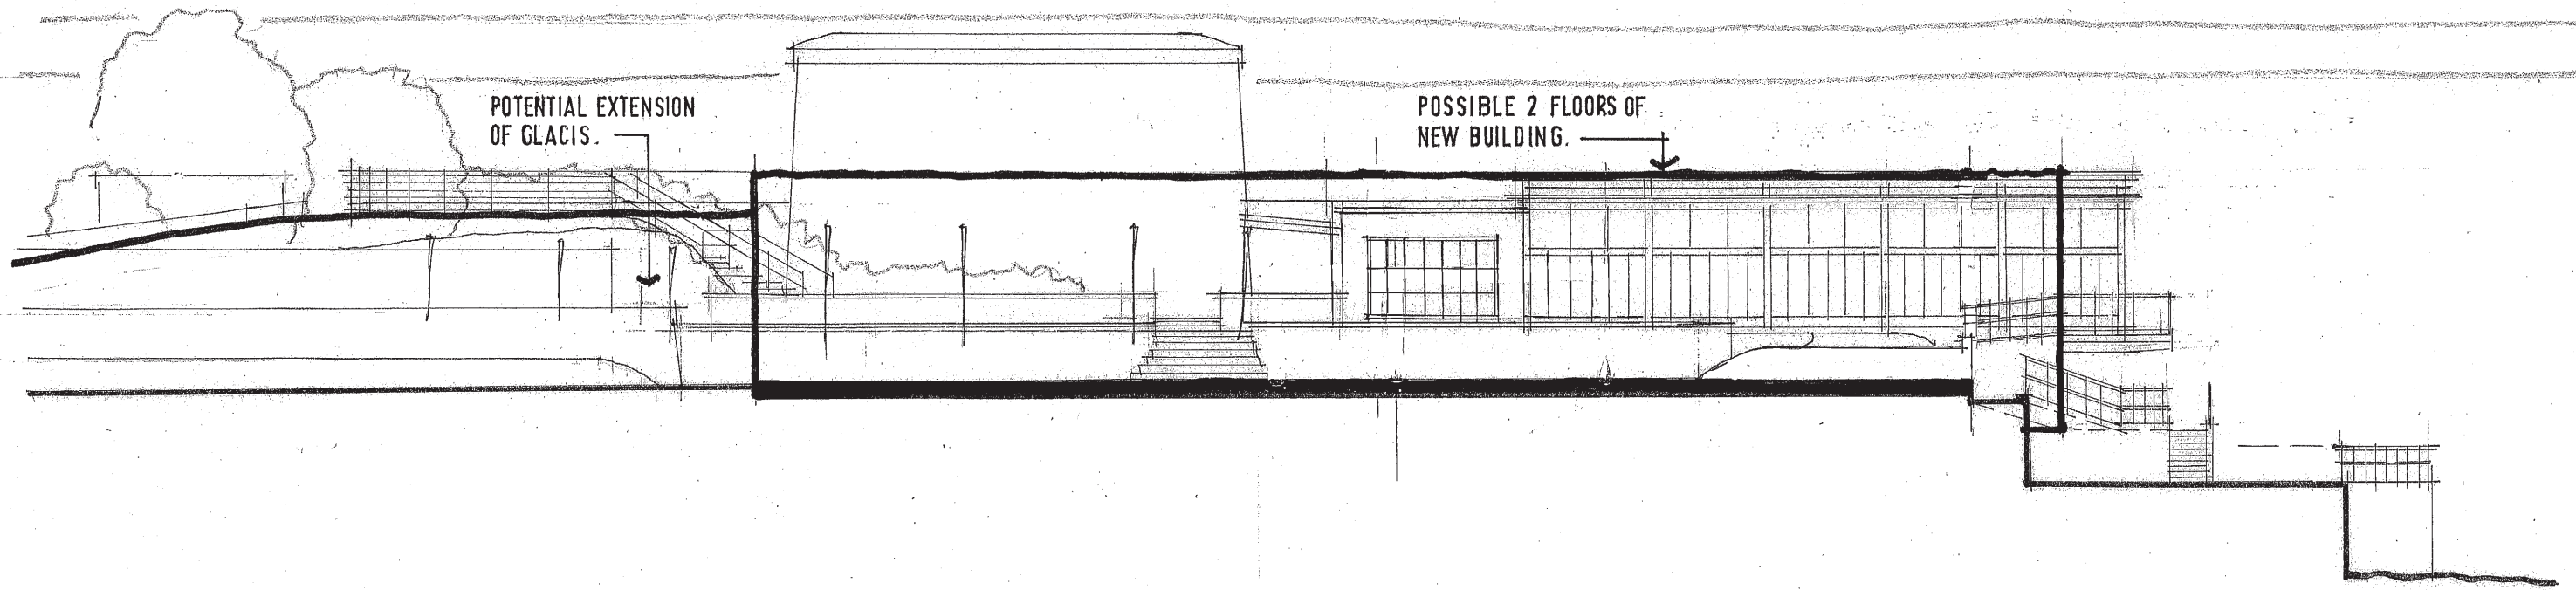 POTENTIAL EXTENSION
OF GLACIS.
POSSIBLE 2 FLOORS OF
NEW BUILDING.